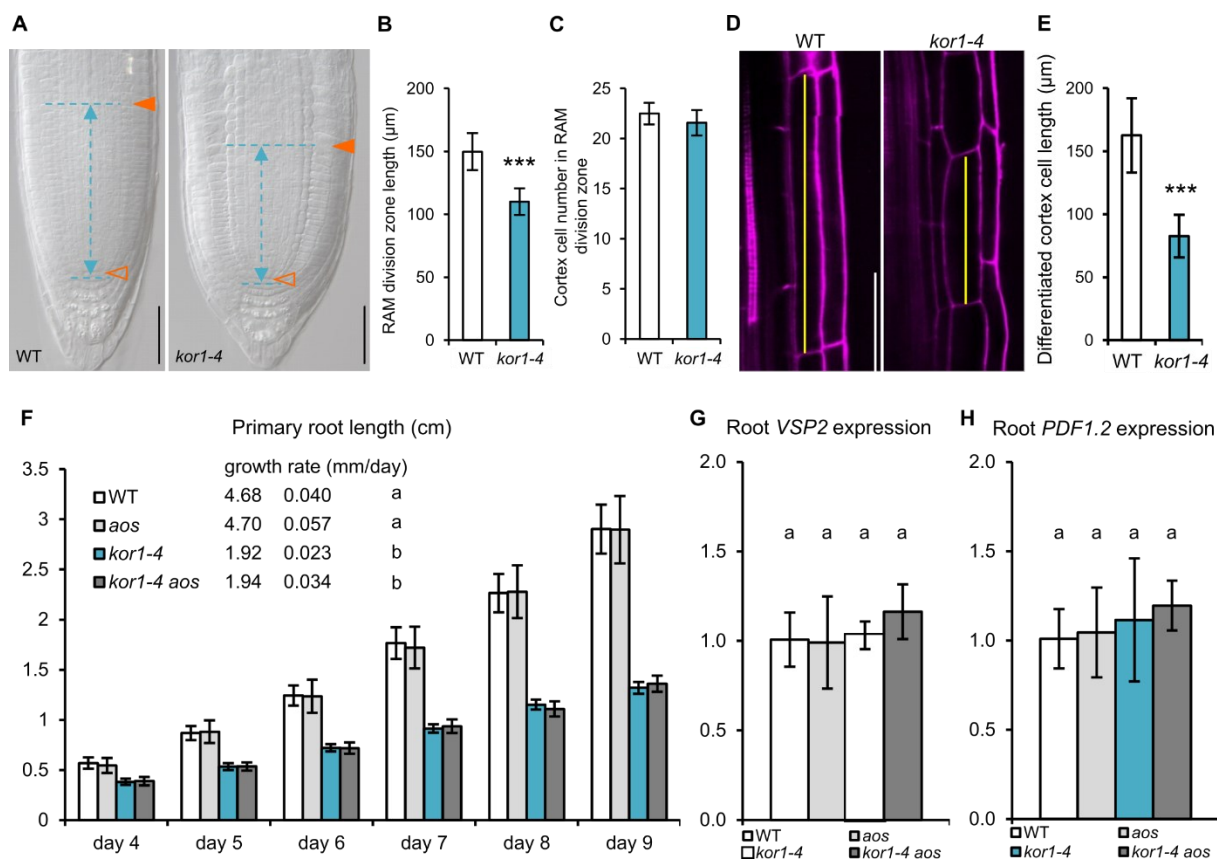 A
WT
kor1-4
B
RAM division zone length (µm)
200
150
100
50
0
***
WT
kor1-4
C
Cortex cell number in RAM
division zone
25
20
15
10
5
0
WT
kor1-4
D
WT
kor1-4
E
Differentiated cortex cell length (µm)
200
150
100
50
0
***
WT
kor1-4
F
Primary root length (cm)
growth rate (mm/day)
WT 4.68 0.040 a
aos 4.70 0.057 a
kor1-4 1.92 0.023 b
kor1-4 aos 1.94 0.034 b
3.5
3
2.5
2
1.5
1
0.5
0
day 4 day 5 day 6 day 7 day 8 day 9
G
Root VSP2 expression
2.0
1.5
1.0
0.5
0.0
a a a a
WT aos
kor1-4 kor1-4 aos
H
Root PDF1.2 expression
2.0
1.5
1.0
0.5
0.0
a a a a
WT aos
kor1-4 kor1-4 aos